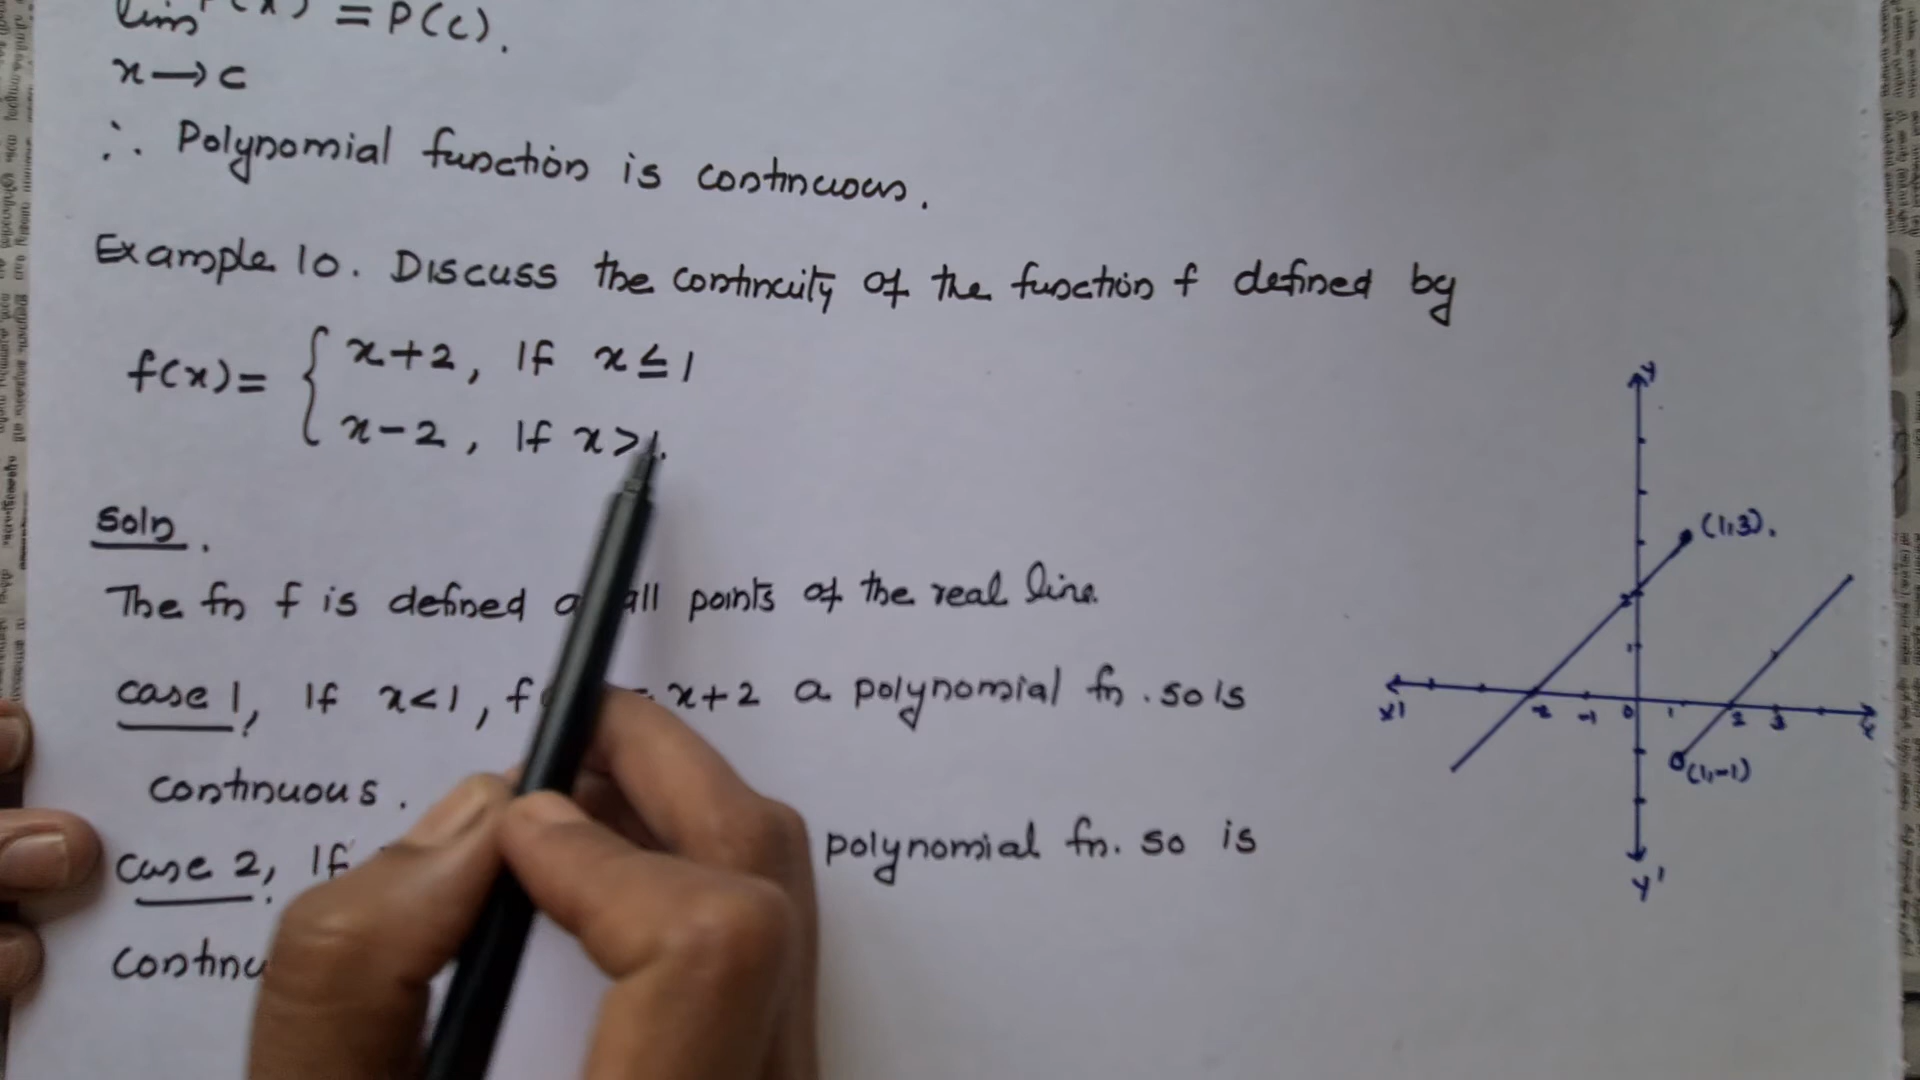 lim P(x) = P(c).
x → c
∴ Polynomial function is continuous.
Example 10. Discuss the continuity of the function f defined by
f(x) = { x+2, If x ≤ 1
x-2, If x > 1.
Soln.
The fn f is defined all points of the real line.
case 1, If x<1, f x+2 a polynomial fn. so is
continuous.
case 2, If polynomial fn. so is
Y
(1,3).
2
1
X1 -2 -1 0 1 2 3 X
(1,-1)
Y'